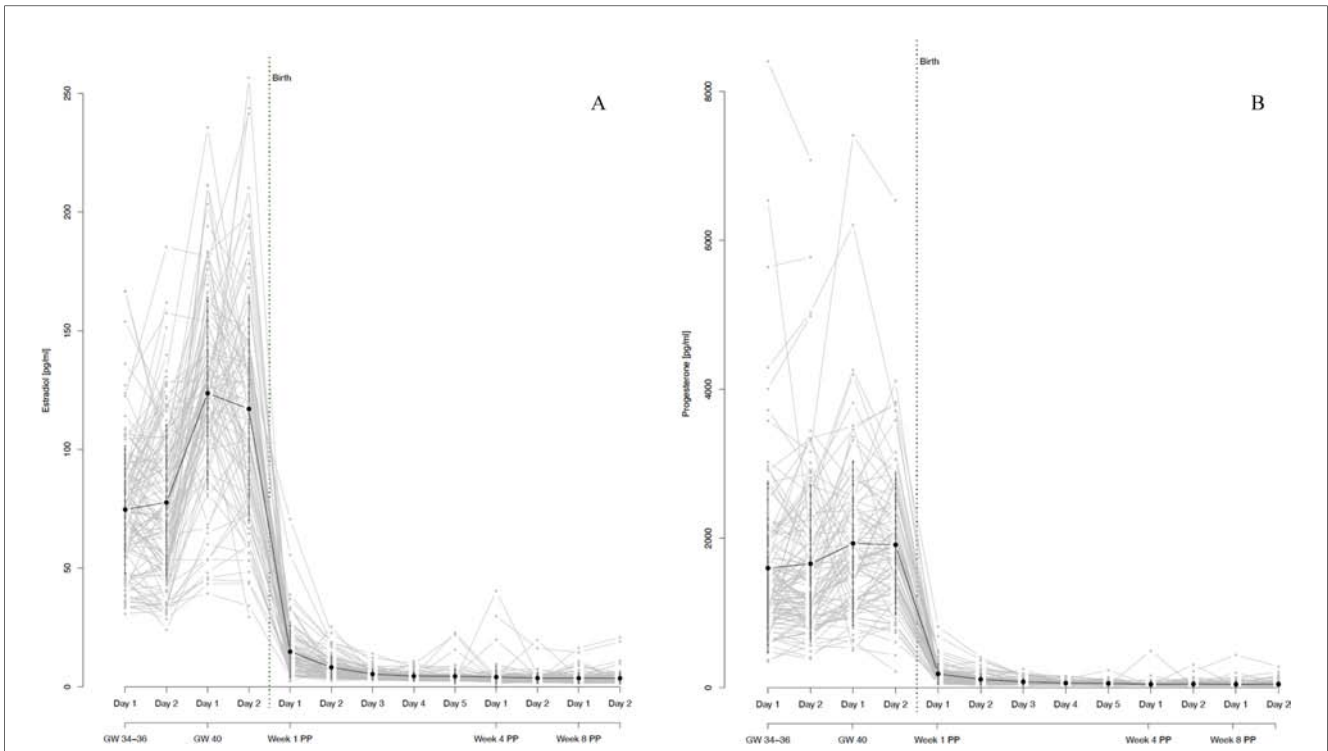 A
Birth
Estradiol [pg/ml]
250
200
150
100
50
0
Day 1 Day 2 Day 1 Day 2 Day 1 Day 2 Day 3 Day 4 Day 5 Day 1 Day 2 Day 1 Day 2
GW 34–36 GW 40 Week 1 PP Week 4 PP Week 8 PP
B
Birth
Progesterone [pg/ml]
8000
6000
4000
2000
0
Day 1 Day 2 Day 1 Day 2 Day 1 Day 2 Day 3 Day 4 Day 5 Day 1 Day 2 Day 1 Day 2
GW 34–36 GW 40 Week 1 PP Week 4 PP Week 8 PP